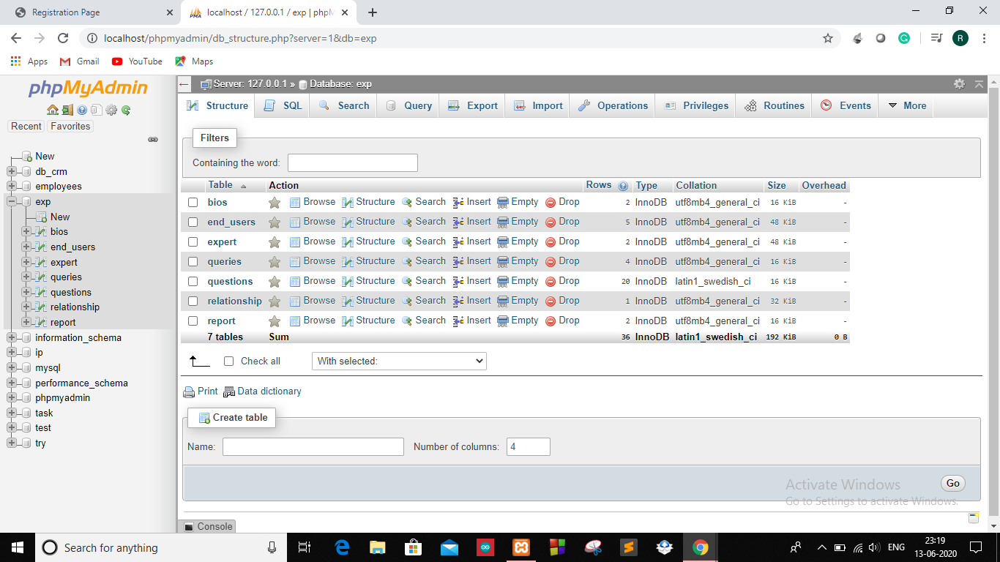 Registration Page
localhost / 127.0.0.1 / exp | phpM
localhost/phpmyadmin/db_structure.php?server=1&db=exp
R
Apps Gmail YouTube Maps
phpMyAdmin
Recent Favorites
New
db_crm
employees
exp
New
bios
end_users
expert
queries
questions
relationship
report
information_schema
ip
mysql
performance_schema
phpmyadmin
task
test
try
Server: 127.0.0.1 » Database: exp
Structure SQL Search Query Export Import Operations Privileges Routines Events More
Filters
Containing the word:
Table Action Rows Type Collation Size Overhead
bios Browse Structure Search Insert Empty Drop 2 InnoDB utf8mb4_general_ci 16 KiB -
end_users Browse Structure Search Insert Empty Drop 5 InnoDB utf8mb4_general_ci 48 KiB -
expert Browse Structure Search Insert Empty Drop 2 InnoDB utf8mb4_general_ci 48 KiB -
queries Browse Structure Search Insert Empty Drop 4 InnoDB utf8mb4_general_ci 16 KiB -
questions Browse Structure Search Insert Empty Drop 20 InnoDB latin1_swedish_ci 16 KiB -
relationship Browse Structure Search Insert Empty Drop 1 InnoDB utf8mb4_general_ci 32 KiB -
report Browse Structure Search Insert Empty Drop 2 InnoDB utf8mb4_general_ci 16 KiB -
7 tables Sum 36 InnoDB latin1_swedish_ci 192 KiB 0 B
Check all With selected:
Print Data dictionary
Create table
Name: Number of columns: 4
Go
Activate Windows
Go to Settings to activate Windows.
Console
Search for anything
ENG
23:19
13-06-2020